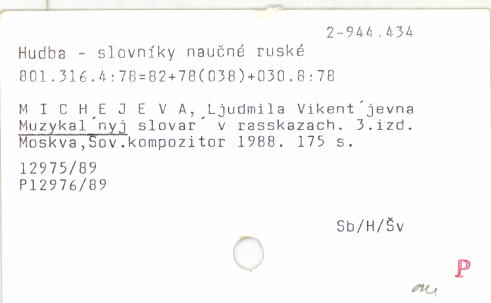 2-944.434
Hudba - slovníky naučné ruské
801.316.4:78=82+78(038)+030.8:78
M I C H E J E V A, Ljudmila Vikent´jevna
Muzykal´nyj slovar´ v rasskazach. 3.izd.
Moskva,Sov.kompozitor 1988. 175 s.
12975/89
P12976/89
Sb/H/Šv
P